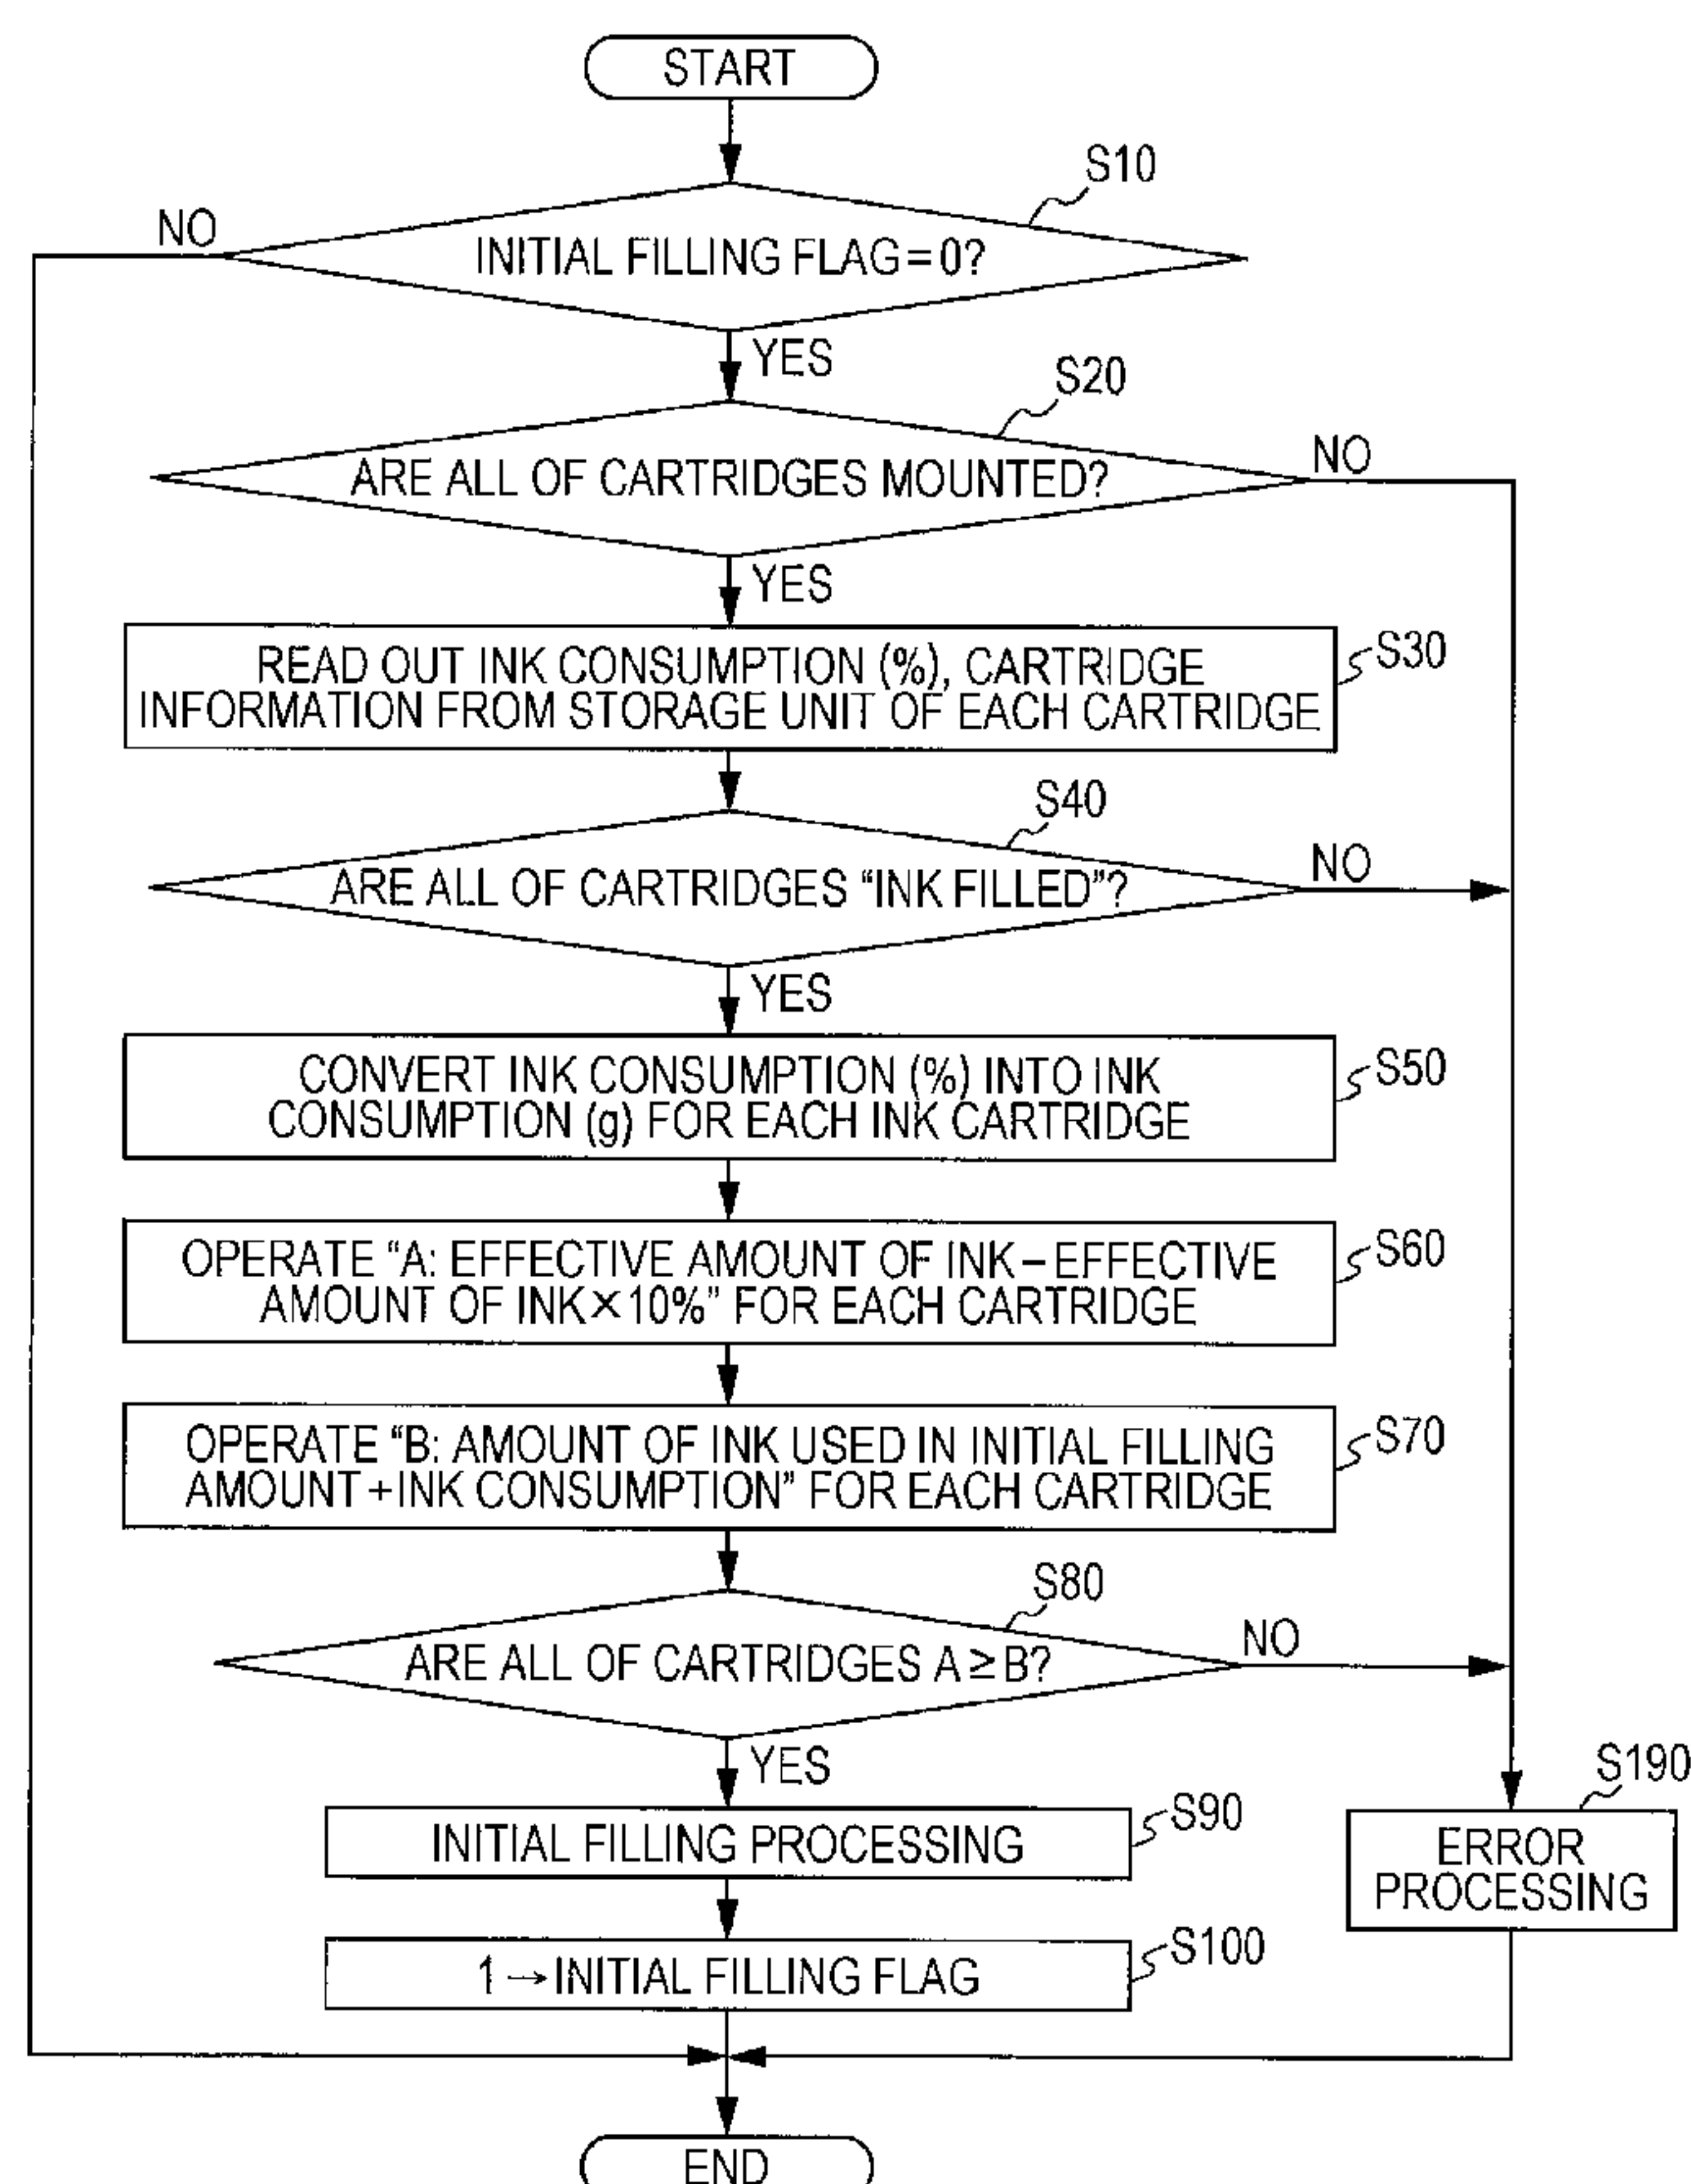 START
S10
NO
INITIAL FILLING FLAG=0?
YES
S20
NO
ARE ALL OF CARTRIDGES MOUNTED?
YES
S30
READ OUT INK CONSUMPTION (%), CARTRIDGE
INFORMATION FROM STORAGE UNIT OF EACH CARTRIDGE
S40
NO
ARE ALL OF CARTRIDGES “INK FILLED”?
YES
S50
CONVERT INK CONSUMPTION (%) INTO INK
CONSUMPTION (g) FOR EACH INK CARTRIDGE
S60
OPERATE “A: EFFECTIVE AMOUNT OF INK–EFFECTIVE
AMOUNT OF INK×10%” FOR EACH CARTRIDGE
S70
OPERATE “B: AMOUNT OF INK USED IN INITIAL FILLING
AMOUNT+INK CONSUMPTION” FOR EACH CARTRIDGE
S80
NO
ARE ALL OF CARTRIDGES A≥B?
YES
S190
S90
INITIAL FILLING PROCESSING
ERROR
PROCESSING
S100
1→INITIAL FILLING FLAG
END